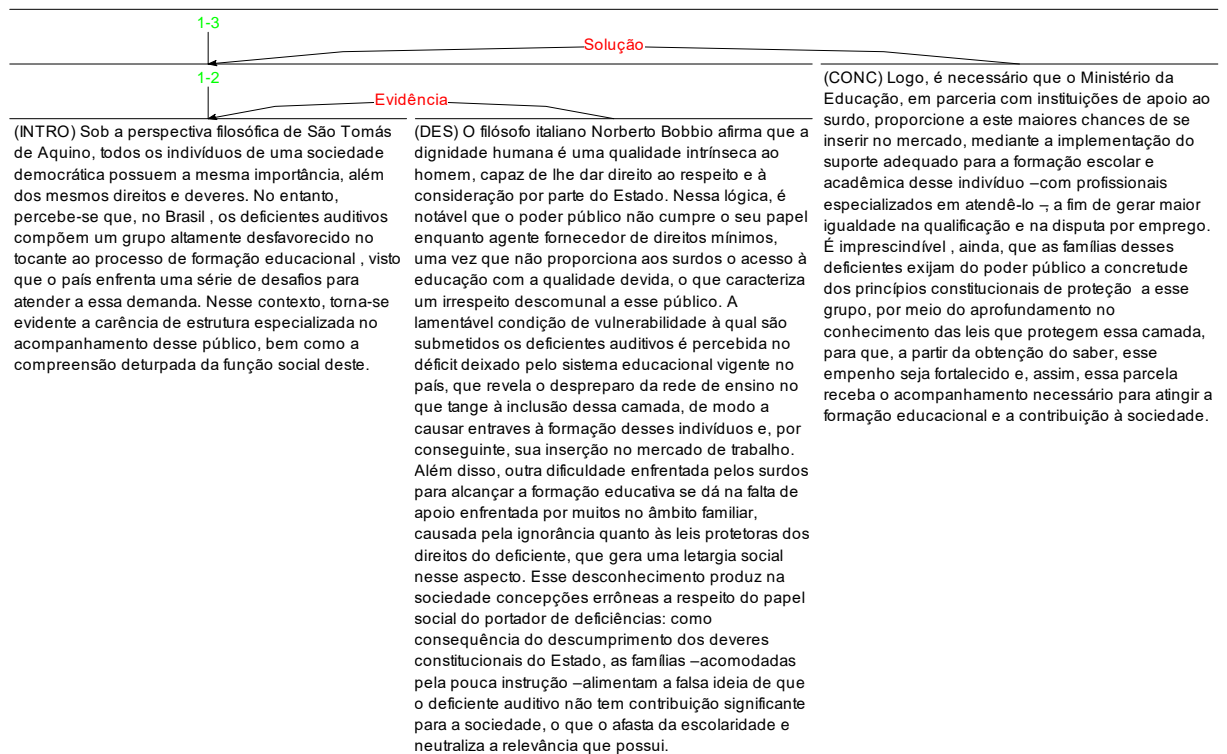 1-3
Solução
1-2
Evidência
(INTRO) Sob a perspectiva filosófica de São Tomás
de Aquino, todos os indivíduos de uma sociedade
democrática possuem a mesma importância, além
dos mesmos direitos e deveres. No entanto,
percebe-se que, no Brasil , os deficientes auditivos
compõem um grupo altamente desfavorecido no
tocante ao processo de formação educacional , visto
que o país enfrenta uma série de desafios para
atender a essa demanda. Nesse contexto, torna-se
evidente a carência de estrutura especializada no
acompanhamento desse público, bem como a
compreensão deturpada da função social deste.
(DES) O filósofo italiano Norberto Bobbio afirma que a
dignidade humana é uma qualidade intrínseca ao
homem, capaz de lhe dar direito ao respeito e à
consideração por parte do Estado. Nessa lógica, é
notável que o poder público não cumpre o seu papel
enquanto agente fornecedor de direitos mínimos,
uma vez que não proporciona aos surdos o acesso à
educação com a qualidade devida, o que caracteriza
um irrespeito descomunal a esse público. A
lamentável condição de vulnerabilidade à qual são
submetidos os deficientes auditivos é percebida no
déficit deixado pelo sistema educacional vigente no
país, que revela o despreparo da rede de ensino no
que tange à inclusão dessa camada, de modo a
causar entraves à formação desses indivíduos e, por
conseguinte, sua inserção no mercado de trabalho.
Além disso, outra dificuldade enfrentada pelos surdos
para alcançar a formação educativa se dá na falta de
apoio enfrentada por muitos no âmbito familiar,
causada pela ignorância quanto às leis protetoras dos
direitos do deficiente, que gera uma letargia social
nesse aspecto. Esse desconhecimento produz na
sociedade concepções errôneas a respeito do papel
social do portador de deficiências: como
consequência do descumprimento dos deveres
constitucionais do Estado, as famílias –acomodadas
pela pouca instrução –alimentam a falsa ideia de que
o deficiente auditivo não tem contribuição significante
para a sociedade, o que o afasta da escolaridade e
neutraliza a relevância que possui.
(CONC) Logo, é necessário que o Ministério da
Educação, em parceria com instituições de apoio ao
surdo, proporcione a este maiores chances de se
inserir no mercado, mediante a implementação do
suporte adequado para a formação escolar e
acadêmica desse indivíduo –com profissionais
especializados em atendê-lo –, a fim de gerar maior
igualdade na qualificação e na disputa por emprego.
É imprescindível , ainda, que as famílias desses
deficientes exijam do poder público a concretude
dos princípios constitucionais de proteção  a esse
grupo, por meio do aprofundamento no
conhecimento das leis que protegem essa camada,
para que, a partir da obtenção do saber, esse
empenho seja fortalecido e, assim, essa parcela
receba o acompanhamento necessário para atingir a
formação educacional e a contribuição à sociedade.